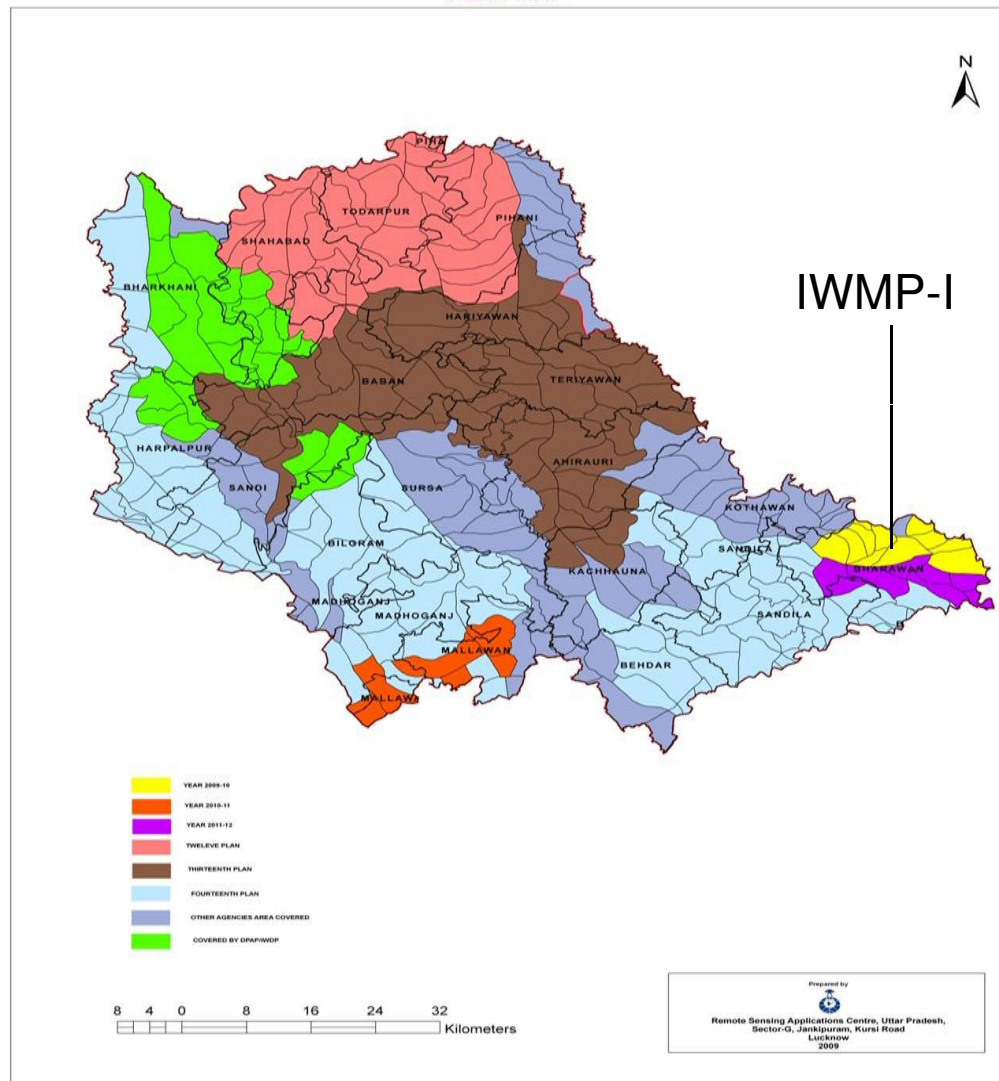 N
PIHA
TODARPUR
PIHANI
SHAHABAD
IWMP-I
BHARKHANI
HARIYAWAN
BABAN
TERIYAWAN
HARPALPUR
AHIRAURI
SANDI
SURSA
KOTHAWAN
BILGRAM
SANDILA
KACHHAUNA
BHARAWAN
MADHOGANJ
MADHOGANJ
SANDILA
MALLAWAN
BEHDAR
MALLAWA
YEAR 2009-10
YEAR 2010-11
YEAR 2011-12
TWELEVE PLAN
THIRTEENTH PLAN
FOURTEENTH PLAN
OTHER AGENCIES AREA COVERED
COVERED BY DPAP/IWDP
8 4 0 8 16 24 32
Kilometers
Prepared by
Remote Sensing Applications Centre, Uttar Pradesh,
Sector-G, Jankipuram, Kursi Road
Lucknow
2009